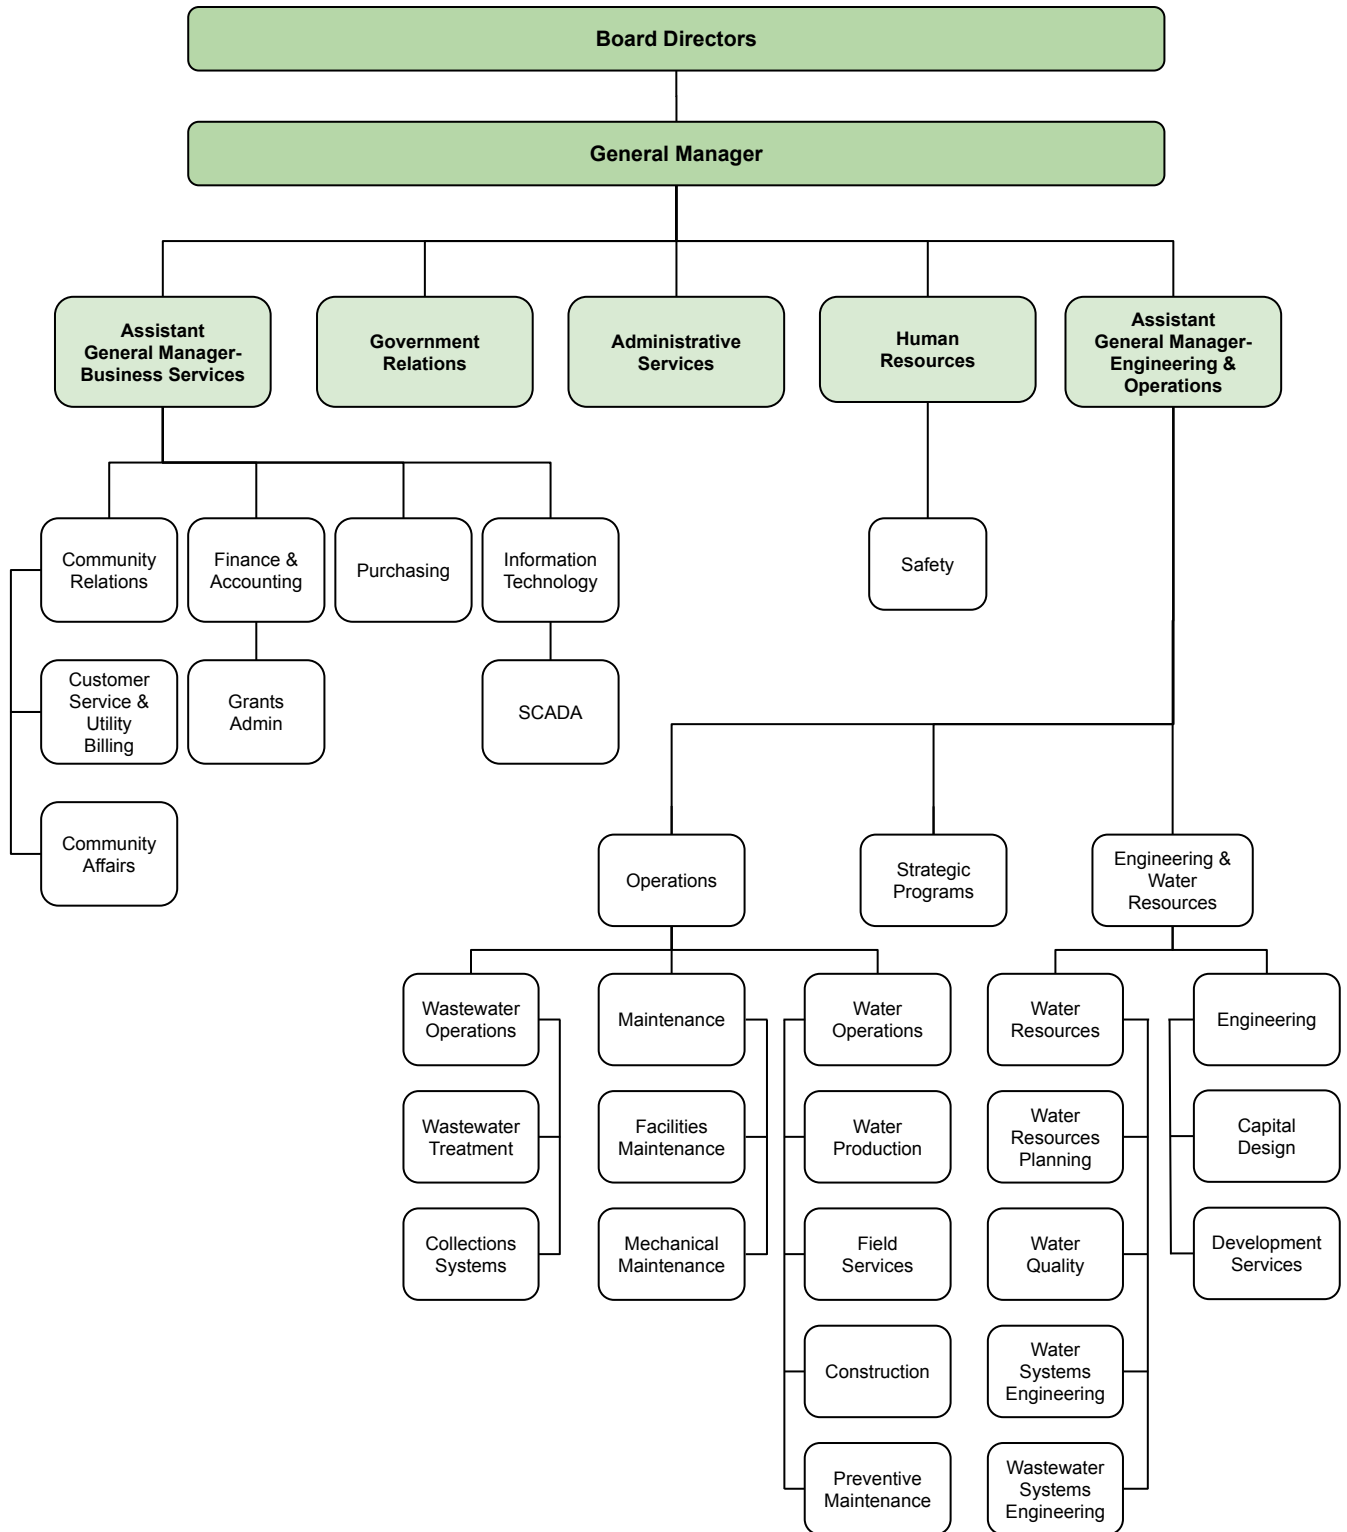 Board Directors
General Manager
Assistant
General Manager-
Business Services
Government
Relations
Administrative
Services
Human
Resources
Assistant
General Manager-
Engineering &
Operations
Community
Relations
Finance &
Accounting
Purchasing
Information
Technology
Safety
Customer
Service &
Utility
Billing
Grants
Admin
SCADA
Community
Affairs
Operations
Strategic
Programs
Engineering &
Water
Resources
Wastewater
Operations
Maintenance
Water
Operations
Water
Resources
Engineering
Wastewater
Treatment
Facilities
Maintenance
Water
Production
Water
Resources
Planning
Capital
Design
Collections
Systems
Mechanical
Maintenance
Field
Services
Water
Quality
Development
Services
Construction
Water
Systems
Engineering
Preventive
Maintenance
Wastewater
Systems
Engineering